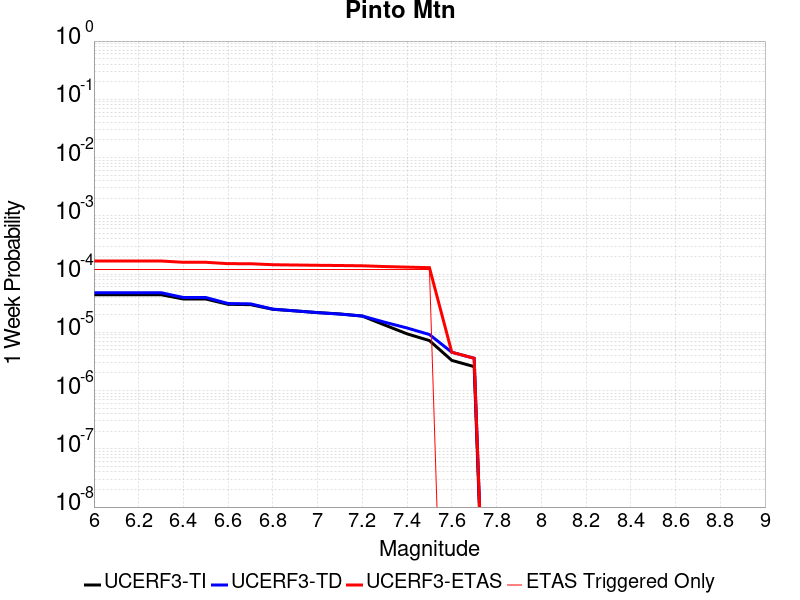 Pinto Mtn
10^0
10^-1
10^-2
10^-3
10^-4
10^-5
10^-6
10^-7
10^-8
1 Week Probability
6 6.2 6.4 6.6 6.8 7 7.2 7.4 7.6 7.8 8 8.2 8.4 8.6 8.8 9
Magnitude
UCERF3-TI UCERF3-TD UCERF3-ETAS ETAS Triggered Only